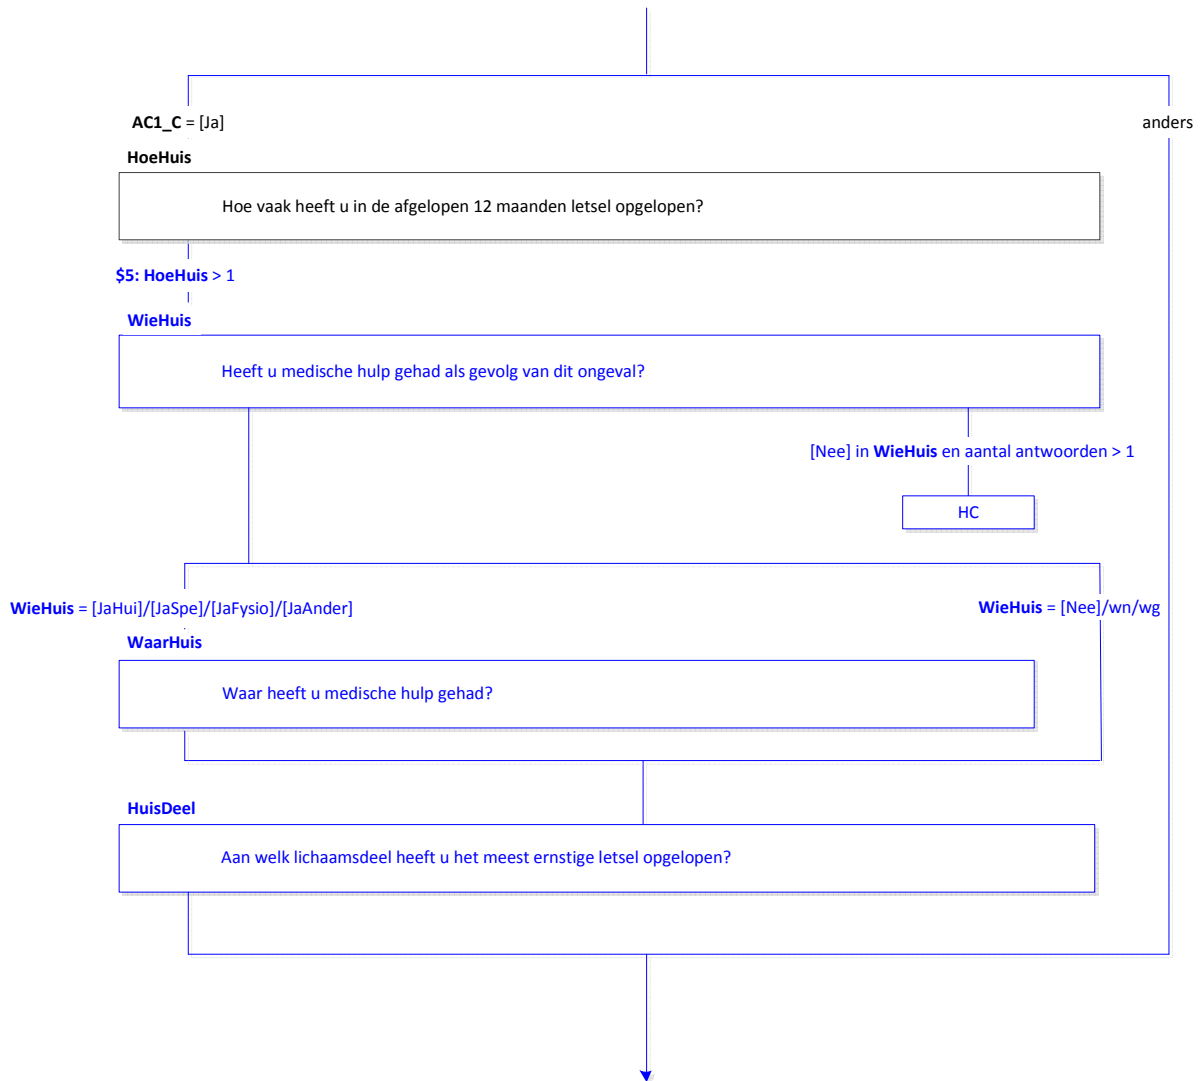 AC1_C = [Ja]
anders
HoeHuis
Hoe vaak heeft u in de afgelopen 12 maanden letsel opgelopen?
$5: HoeHuis > 1
WieHuis
Heeft u medische hulp gehad als gevolg van dit ongeval?
[Nee] in WieHuis en aantal antwoorden > 1
HC
WieHuis = [JaHui]/[JaSpe]/[JaFysio]/[JaAnder]
WieHuis = [Nee]/wn/wg
WaarHuis
Waar heeft u medische hulp gehad?
HuisDeel
Aan welk lichaamsdeel heeft u het meest ernstige letsel opgelopen?